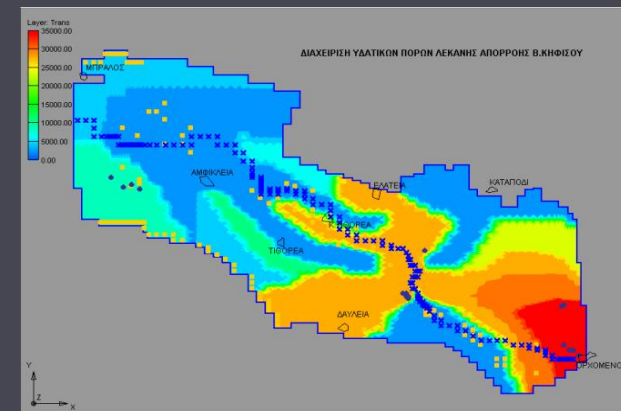 Layer: Trans
35000.00
30000.00
25000.00
20000.00
15000.00
10000.00
5000.00
0.00
ΔΙΑΧΕΙΡΙΣΗ ΥΔΑΤΙΚΩΝ ΠΟΡΩΝ ΛΕΚΑΝΗΣ ΑΠΟΡΡΟΗΣ Β.ΚΗΦΙΣΟΥ
ΜΠΡΑΛΟΣ
ΑΜΦΙΚΛΕΙΑ
ΕΛΑΤΕΙΑ
ΚΑΤΑΠΟΔΙ
ΤΙΘΟΡΕΑ
ΔΑΥΛΕΙΑ
ΟΡΧΟΜΕΝΟ
Y
Z
X